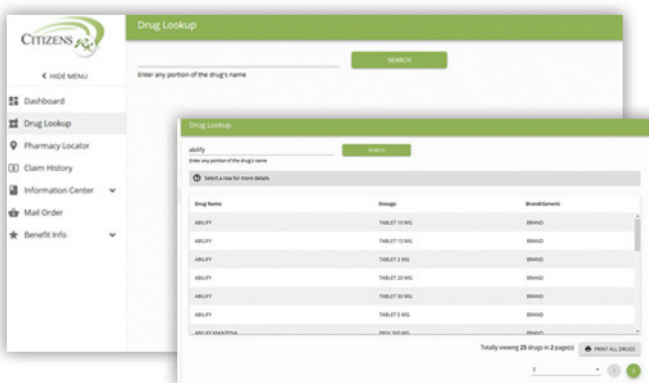 CITIZENS Rx
HIDE MENU
Dashboard
Drug Lookup
Pharmacy Locator
Claim History
Information Center
Mail Order
Benefit Info
Drug Lookup
SEARCH
Enter any portion of the drug's name
Drug Lookup
abilify
SEARCH
Enter any portion of the drug's name
Select a row for more details
Drug Name Dosage Brand/Generic
ABILIFY TABLET 10 MG BRAND
ABILIFY TABLET 15 MG BRAND
ABILIFY TABLET 2 MG BRAND
ABILIFY TABLET 20 MG BRAND
ABILIFY TABLET 30 MG BRAND
ABILIFY TABLET 5 MG BRAND
ABILIFY MAINTENA BRAND
Totally viewing 25 drugs in 2 page(s) PRINT ALL DRUGS
1